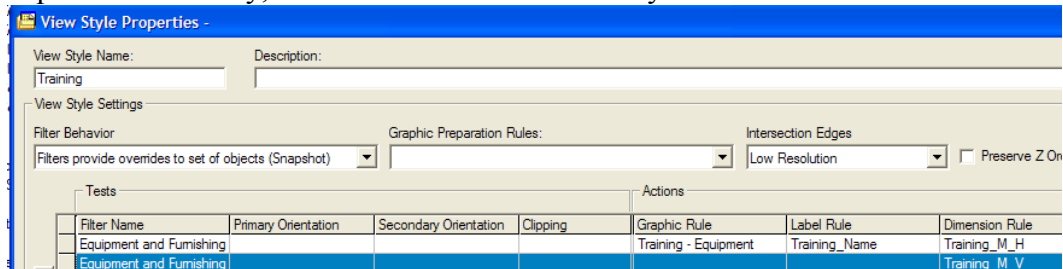 View Style Properties -
View Style Name: Description:
Training
View Style Settings
Filter Behavior Graphic Preparation Rules: Intersection Edges
Filters provide overrides to set of objects (Snapshot) Low Resolution Preserve Z Or
Tests Actions
Filter Name Primary Orientation Secondary Orientation Clipping Graphic Rule Label Rule Dimension Rule
Equipment and Furnishing Training - Equipment Training_Name Training_M_H
Equipment and Furnishing Training_M_V